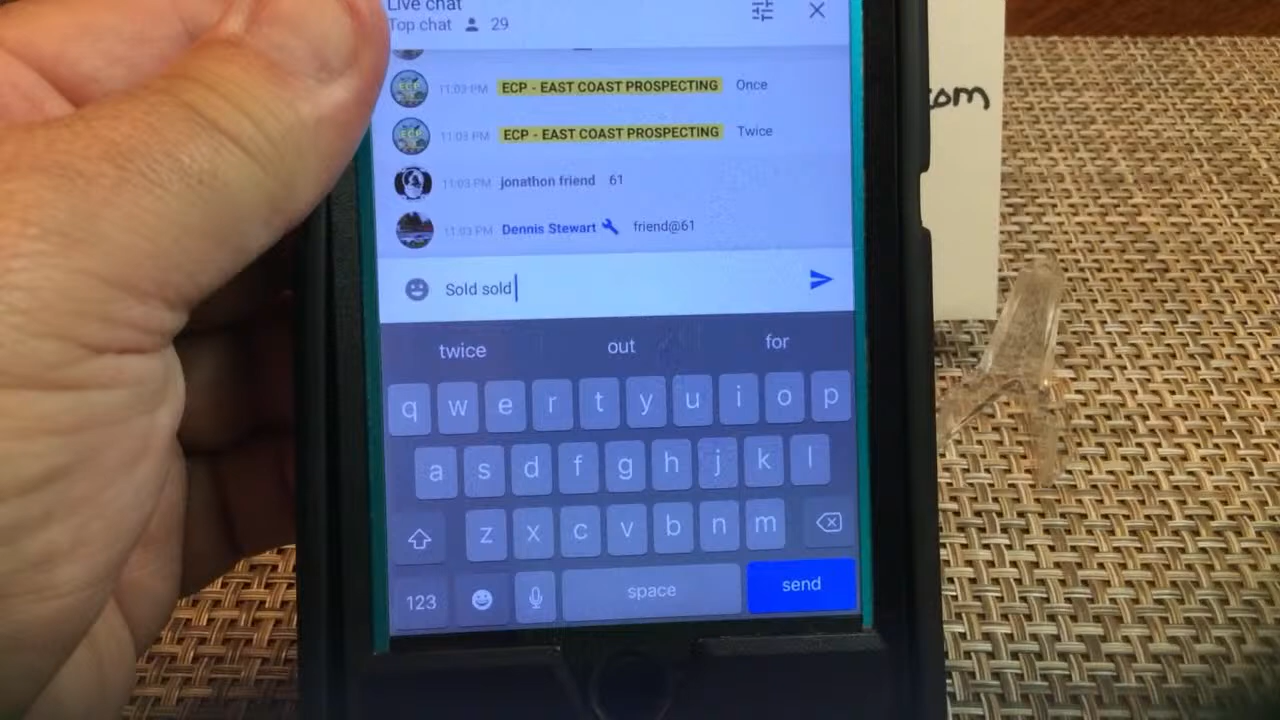 Live chat
Top chat 29
11:03 PM ECP - EAST COAST PROSPECTING Once
11:03 PM ECP - EAST COAST PROSPECTING Twice
11:03 PM jonathon friend 61
11:03 PM Dennis Stewart friend@61
com
Sold sold
twice out for
q w e r t y u i o p
a s d f g h j k l
z x c v b n m
123 space send